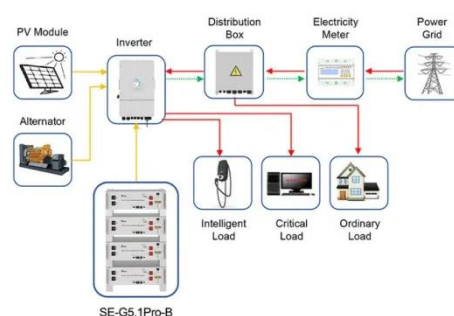 PV Module
Inverter
Distribution
Box
Electricity
Meter
Power
Grid
Alternator
Intelligent
Load
Critical
Load
Ordinary
Load
SE-G5.1Pro-B